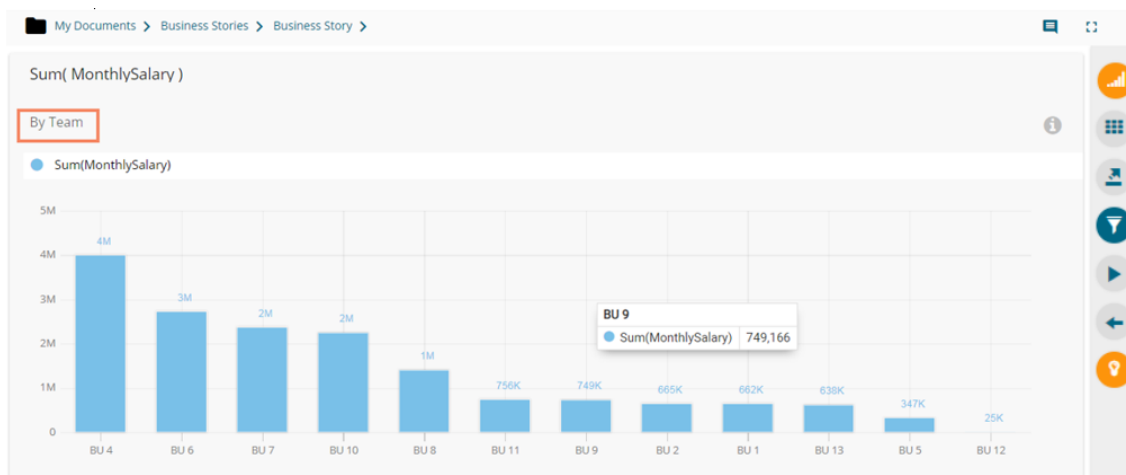 My Documents > Business Stories > Business Story >
Sum( MonthlySalary )
By Team
Sum(MonthlySalary)
5M
4M
4M
3M
3M
2M
2M
2M
1M
1M
756K
749K
665K
662K
638K
347K
25K
0
BU 9
Sum(MonthlySalary) 749,166
BU 4 BU 6 BU 7 BU 10 BU 8 BU 11 BU 9 BU 2 BU 1 BU 13 BU 5 BU 12